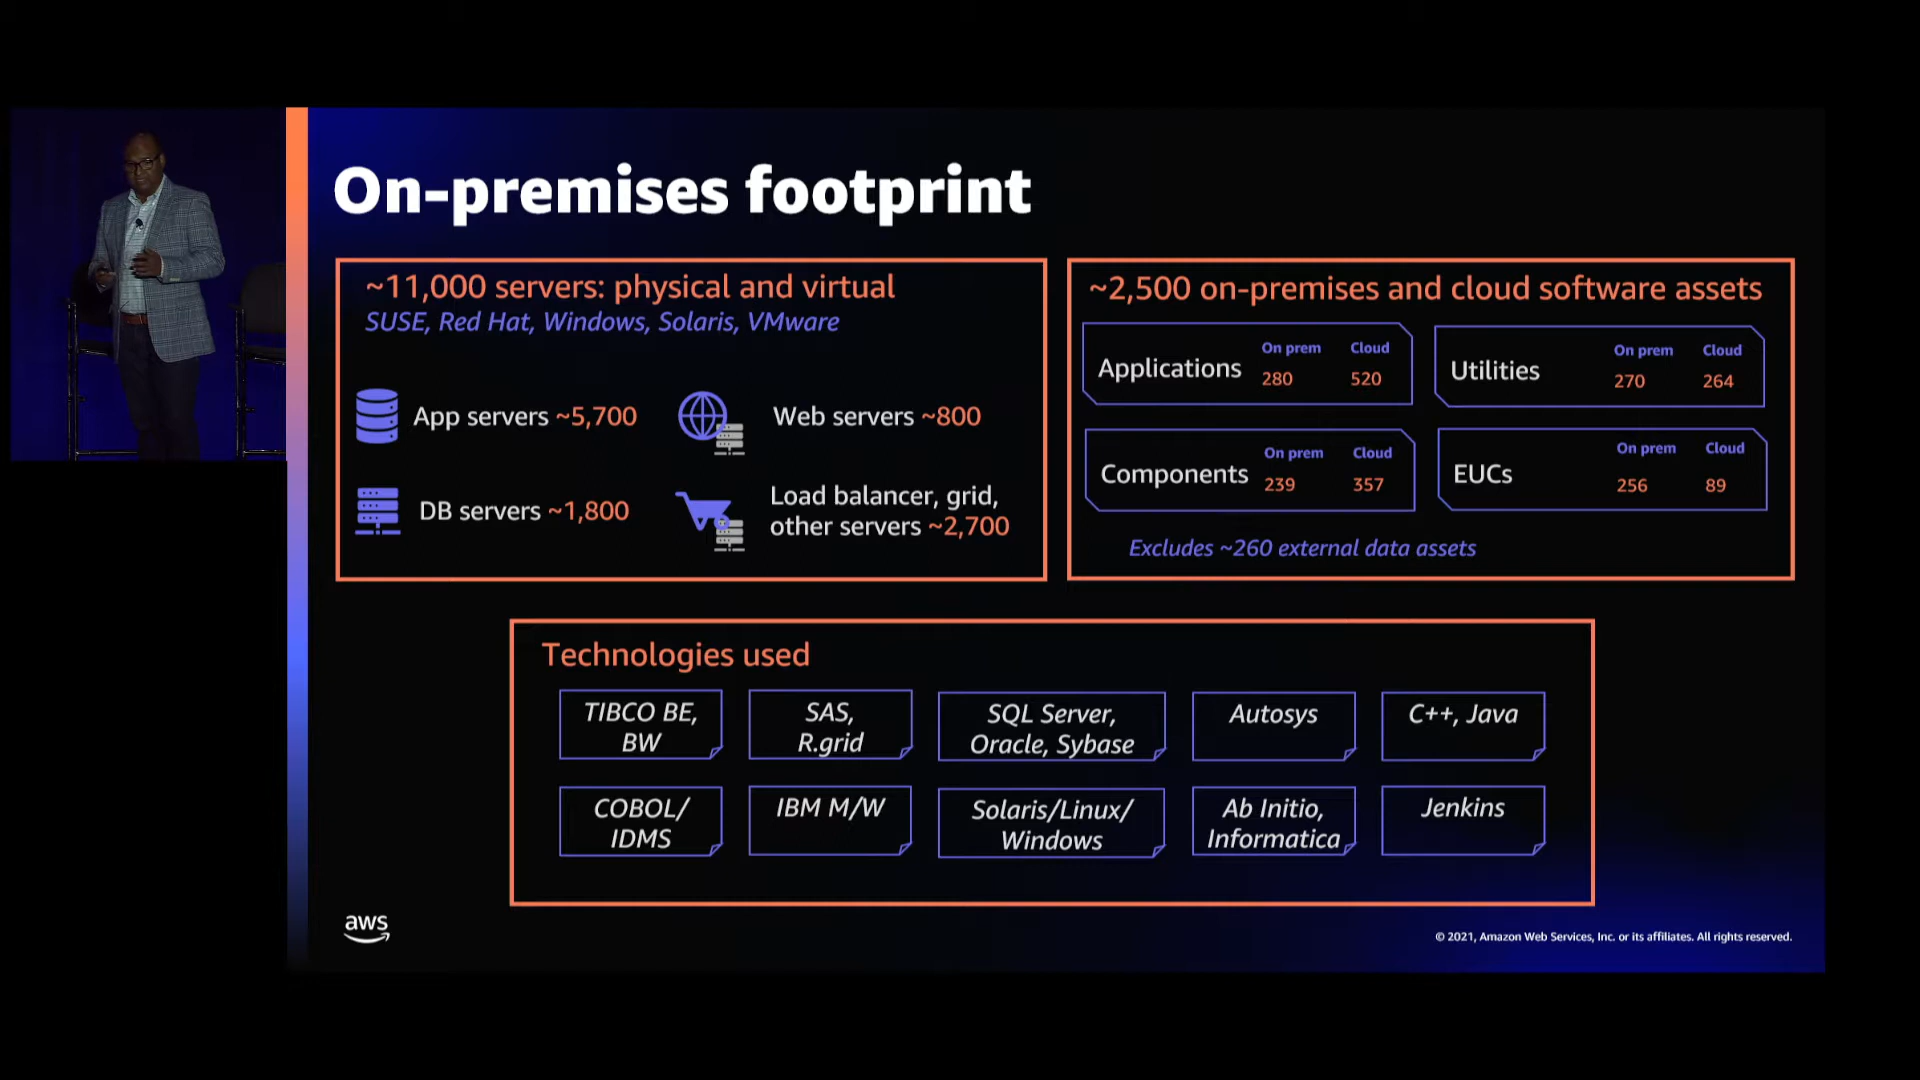 On-premises footprint
~11,000 servers: physical and virtual
SUSE, Red Hat, Windows, Solaris, VMware
App servers ~5,700
Web servers ~800
DB servers ~1,800
Load balancer, grid,
other servers ~2,700
~2,500 on-premises and cloud software assets
Applications
On prem Cloud
280 520
Utilities
On prem Cloud
270 264
Components
On prem Cloud
239 357
EUCs
On prem Cloud
256 89
Excludes ~260 external data assets
Technologies used
TIBCO BE,
BW
SAS,
R.grid
SQL Server,
Oracle, Sybase
Autosys
C++, Java
COBOL/
IDMS
IBM M/W
Solaris/Linux/
Windows
Ab Initio,
Informatica
Jenkins
aws
© 2021, Amazon Web Services, Inc. or its affiliates. All rights reserved.